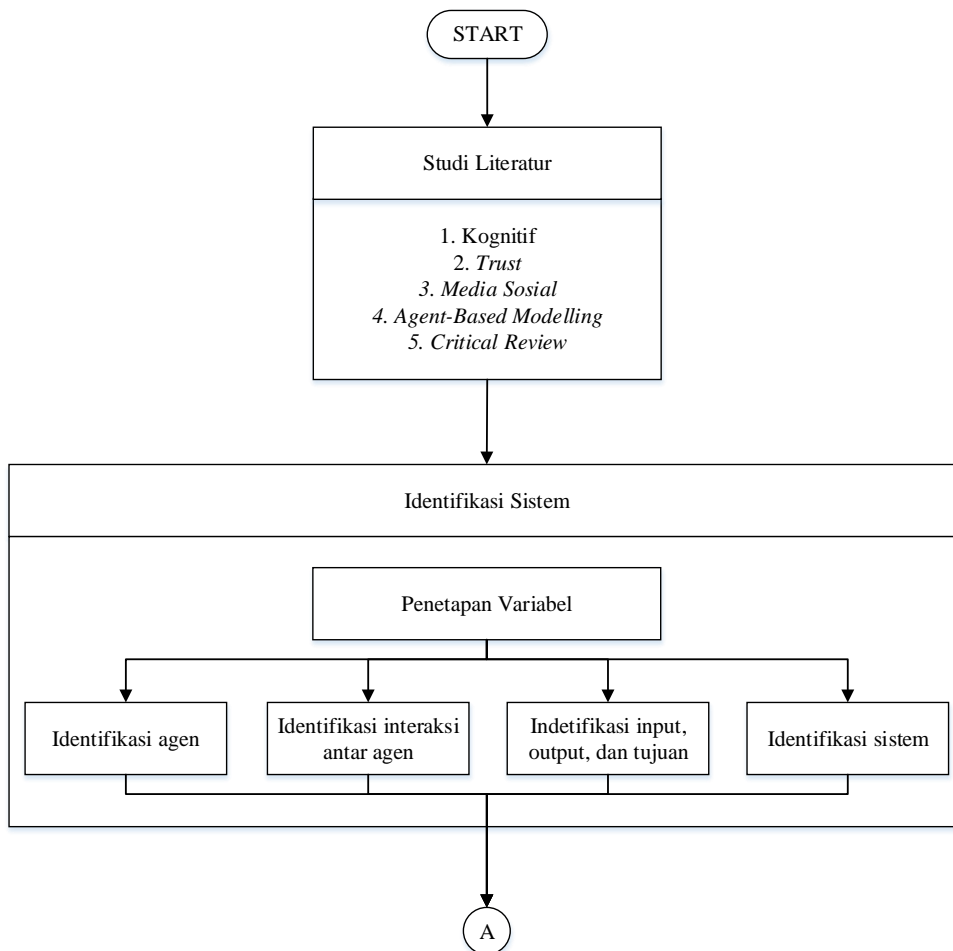 START
Studi Literatur
1. Kognitif
2. Trust
3. Media Sosial
4. Agent-Based Modelling
5. Critical Review
Identifikasi Sistem
Penetapan Variabel
Identifikasi agen
Identifikasi interaksi
antar agen
Indetifikasi input,
output, dan tujuan
Identifikasi sistem
A